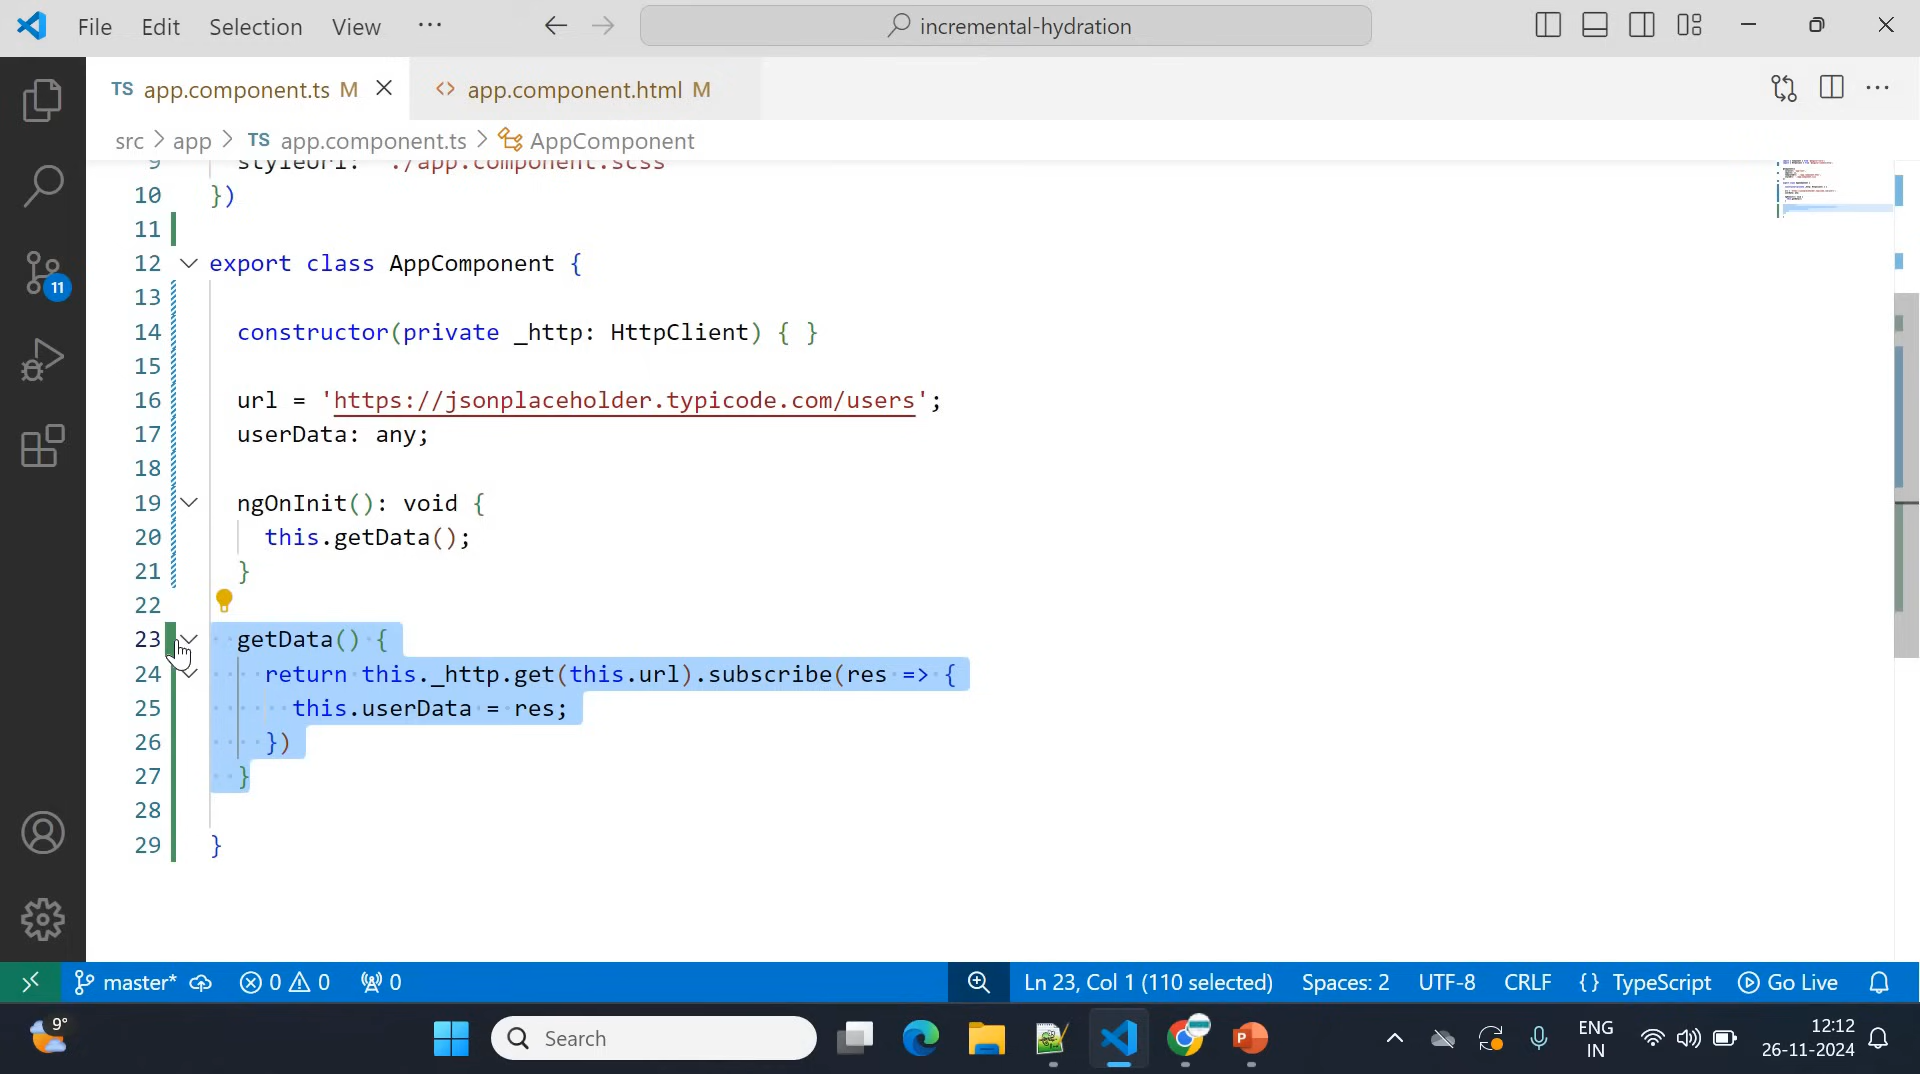 File Edit Selection View ··· incremental-hydration
TS app.component.ts M <> app.component.html M
src > app > TS app.component.ts > AppComponent
9 styleUrl: './app.component.scss'
10 })
11
12 export class AppComponent {
13
14 constructor(private _http: HttpClient) { }
15
16 url = 'https://jsonplaceholder.typicode.com/users';
17 userData: any;
18
19 ngOnInit(): void {
20 this.getData();
21 }
22
23 getData() {
24 return this._http.get(this.url).subscribe(res => {
25 this.userData = res;
26 })
27 }
28
29 }
11
master* 0 0 0 Ln 23, Col 1 (110 selected) Spaces: 2 UTF-8 CRLF {} TypeScript Go Live
9° Search P ENG IN 12:12 26-11-2024